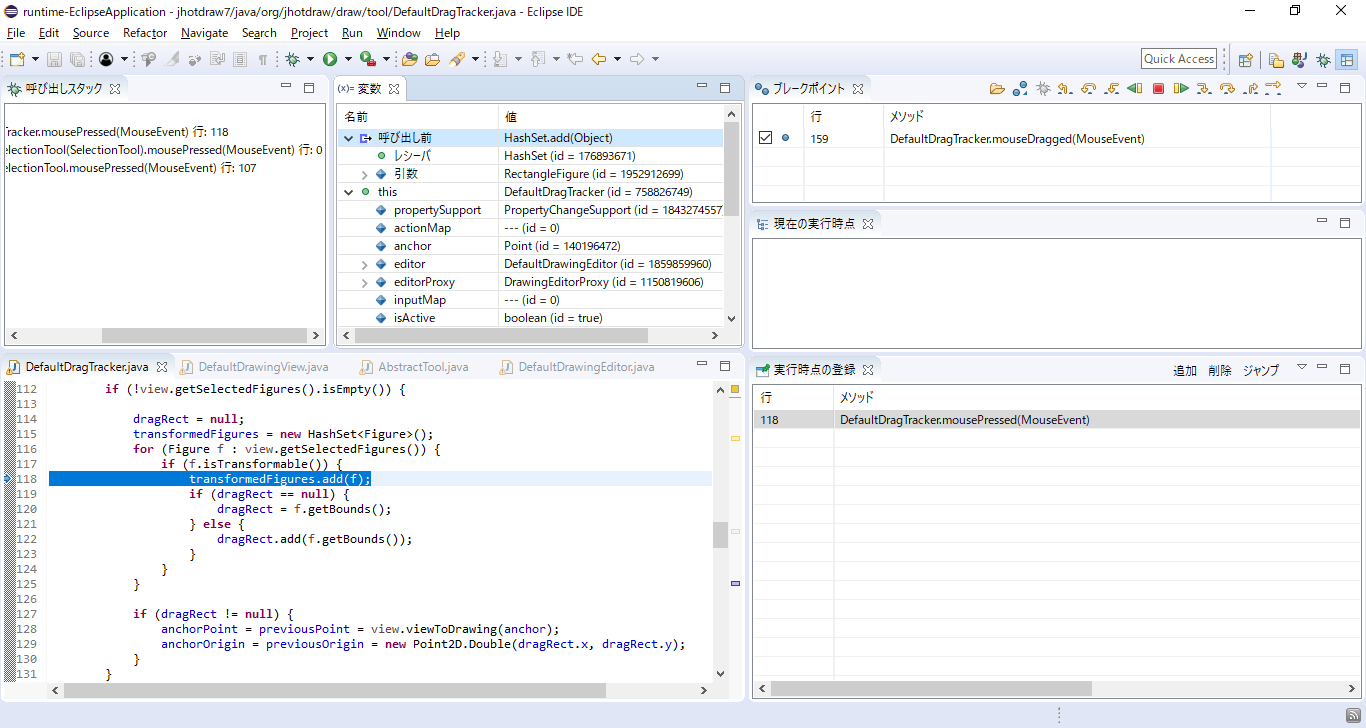 runtime-EclipseApplication - jhotdraw7/java/org/jhotdraw/draw/tool/DefaultDragTracker.java - Eclipse IDE
File Edit Source Refactor Navigate Search Project Run Window Help
Quick Access
呼び出しスタック
Tracker.mousePressed(MouseEvent) 行: 118
electionTool(SelectionTool).mousePressed(MouseEvent) 行: 0
electionTool.mousePressed(MouseEvent) 行: 107
(x)= 変数
名前 値
呼び出し前 HashSet.add(Object)
レシーバ HashSet (id = 176893671)
引数 RectangleFigure (id = 1952912699)
this DefaultDragTracker (id = 758826749)
propertySupport PropertyChangeSupport (id = 1843274557
actionMap --- (id = 0)
anchor Point (id = 140196472)
editor DefaultDrawingEditor (id = 1859859960)
editorProxy DrawingEditorProxy (id = 1150819606)
inputMap --- (id = 0)
isActive boolean (id = true)
ブレークポイント
行 メソッド
159 DefaultDragTracker.mouseDragged(MouseEvent)
現在の実行時点
DefaultDragTracker.java DefaultDrawingView.java AbstractTool.java DefaultDrawingEditor.java
112 if (!view.getSelectedFigures().isEmpty()) {
113
114 dragRect = null;
115 transformedFigures = new HashSet<Figure>();
116 for (Figure f : view.getSelectedFigures()) {
117 if (f.isTransformable()) {
118 transformedFigures.add(f);
119 if (dragRect == null) {
120 dragRect = f.getBounds();
121 } else {
122 dragRect.add(f.getBounds());
123 }
124 }
125 }
126
127 if (dragRect != null) {
128 anchorPoint = previousPoint = view.viewToDrawing(anchor);
129 anchorOrigin = previousOrigin = new Point2D.Double(dragRect.x, dragRect.y);
130 }
131 }
実行時点の登録 追加 削除 ジャンプ
行 メソッド
118 DefaultDragTracker.mousePressed(MouseEvent)